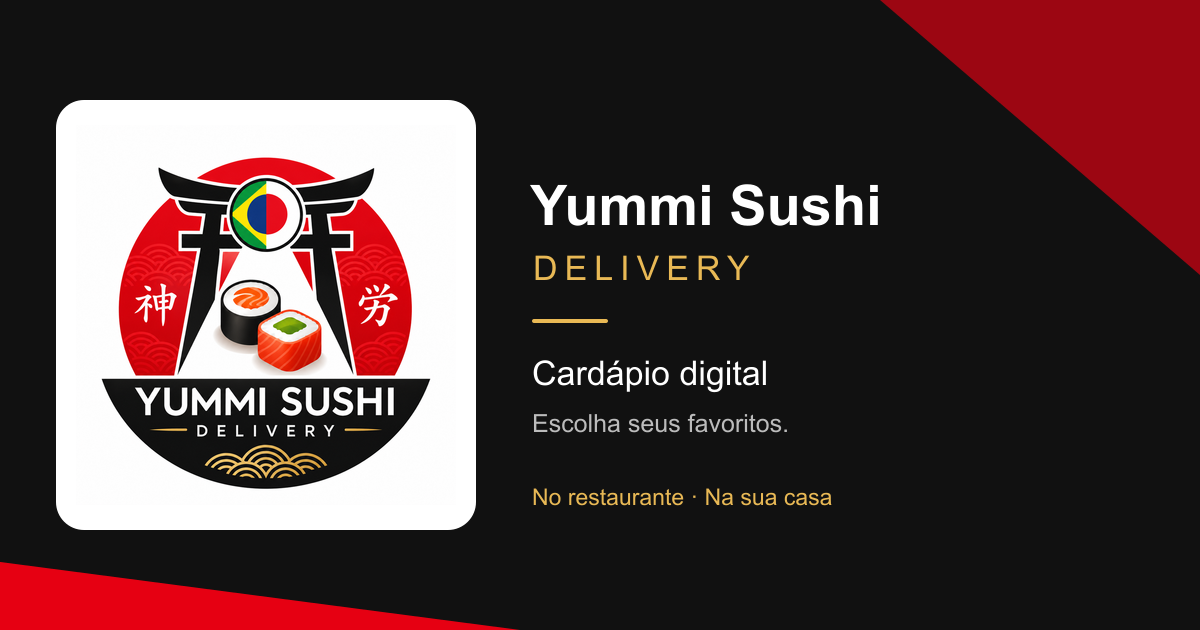 神 労
YUMMI SUSHI
DELIVERY
Yummi Sushi
DELIVERY
Cardápio digital
Escolha seus favoritos.
No restaurante · Na sua casa